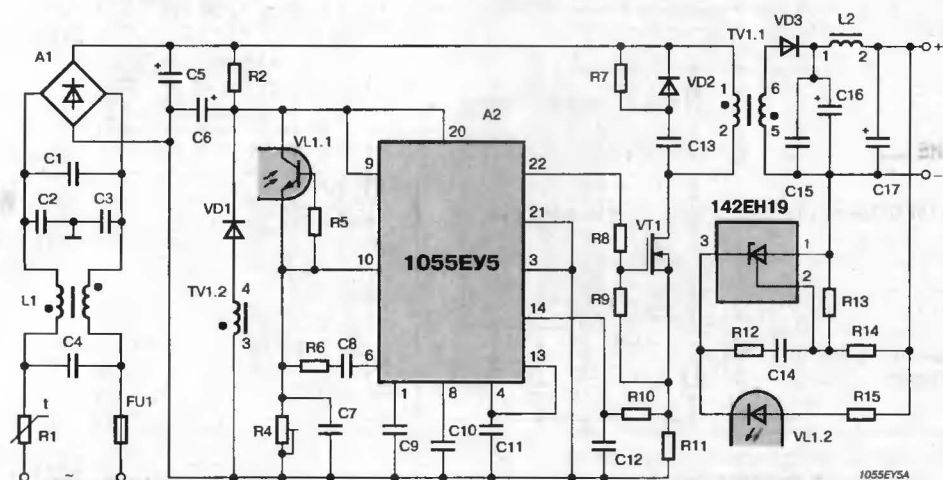 A1
C1
C2
C3
L1
C4
t
R1
FU1
~
+
C5
+
C6
R2
VL1.1
VD1
R5
TV1.2
4
3
R6
C8
R4
C7
A2
20
9
10
6
22
21
3
14
13
1
8
4
1055ЕУ5
C9
C10
C11
C12
R7
VD2
C13
R8
R9
VT1
R10
R11
TV1.1
1
2
6
5
VD3
L2
1
2
+
C16
C15
+
C17
+
–
142ЕН19
3
1
2
R13
R12
C14
R14
R15
VL1.2
1055EY5A